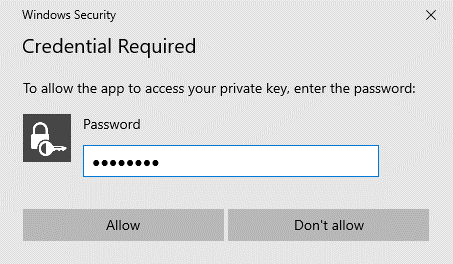 Windows Security
Credential Required
To allow the app to access your private key, enter the password:
Password
●●●●●●●●
Allow
Don't allow